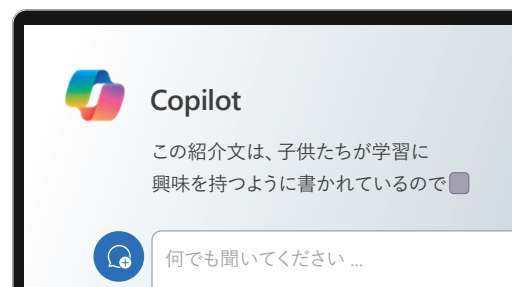 Copilot
この紹介文は、子供たちが学習に
興味を持つように書かれているので
何でも聞いてください ...